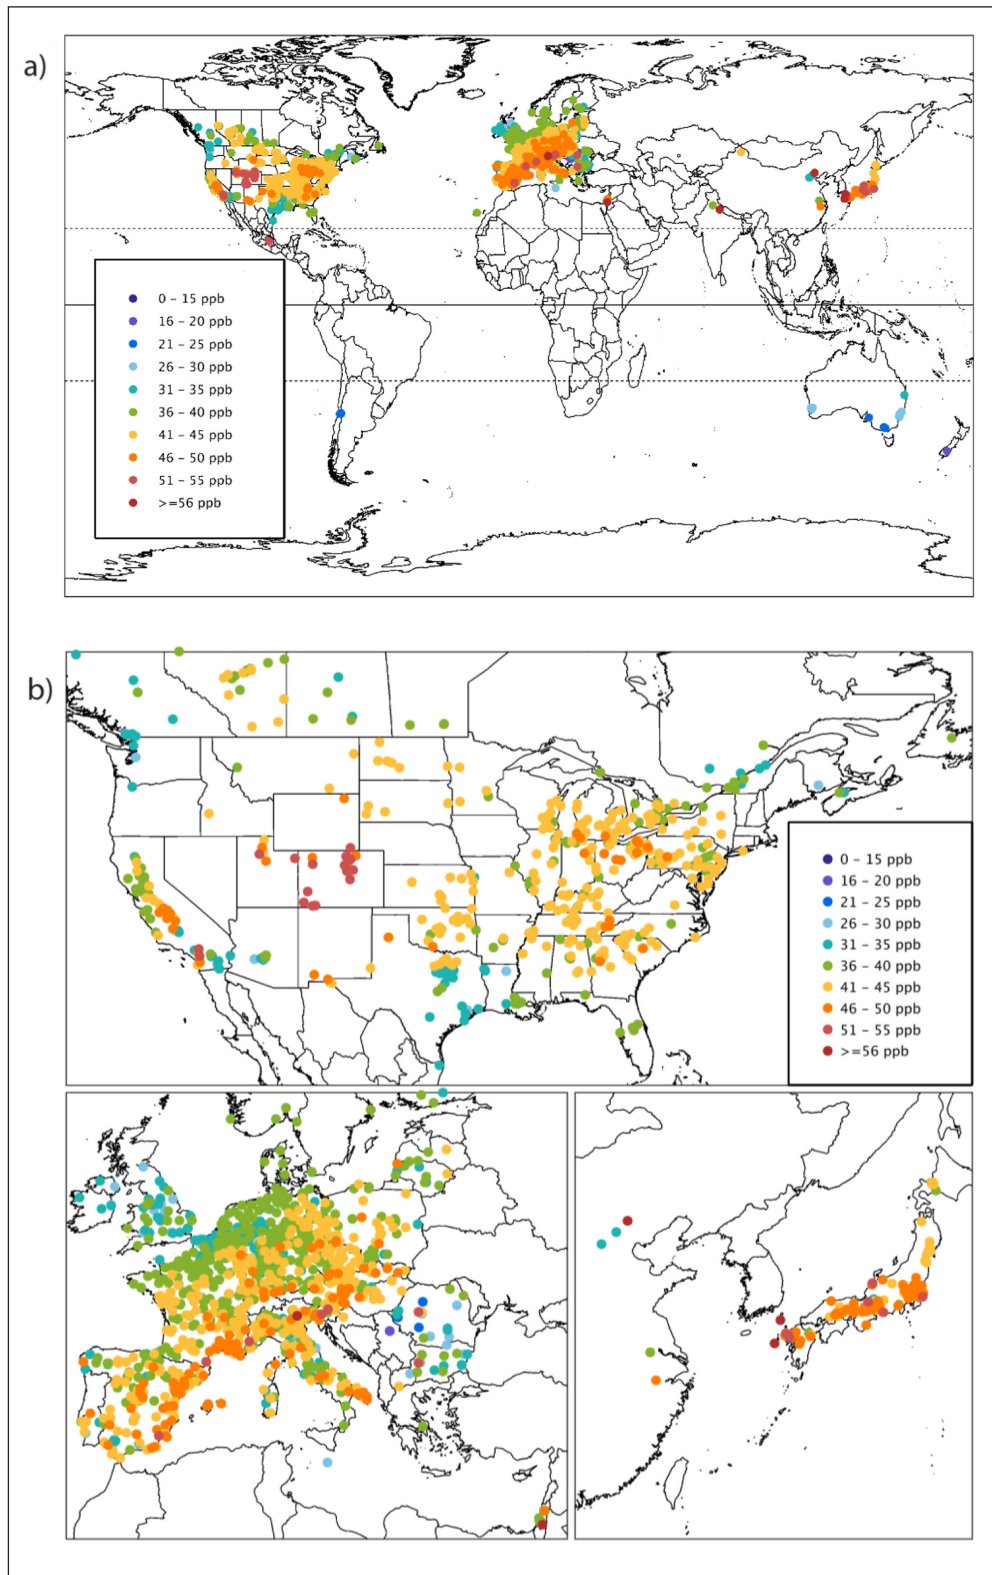 a)
0 – 15 ppb
16 – 20 ppb
21 – 25 ppb
26 – 30 ppb
31 – 35 ppb
36 – 40 ppb
41 – 45 ppb
46 – 50 ppb
51 – 55 ppb
>=56 ppb
b)
0 – 15 ppb
16 – 20 ppb
21 – 25 ppb
26 – 30 ppb
31 – 35 ppb
36 – 40 ppb
41 – 45 ppb
46 – 50 ppb
51 – 55 ppb
>=56 ppb